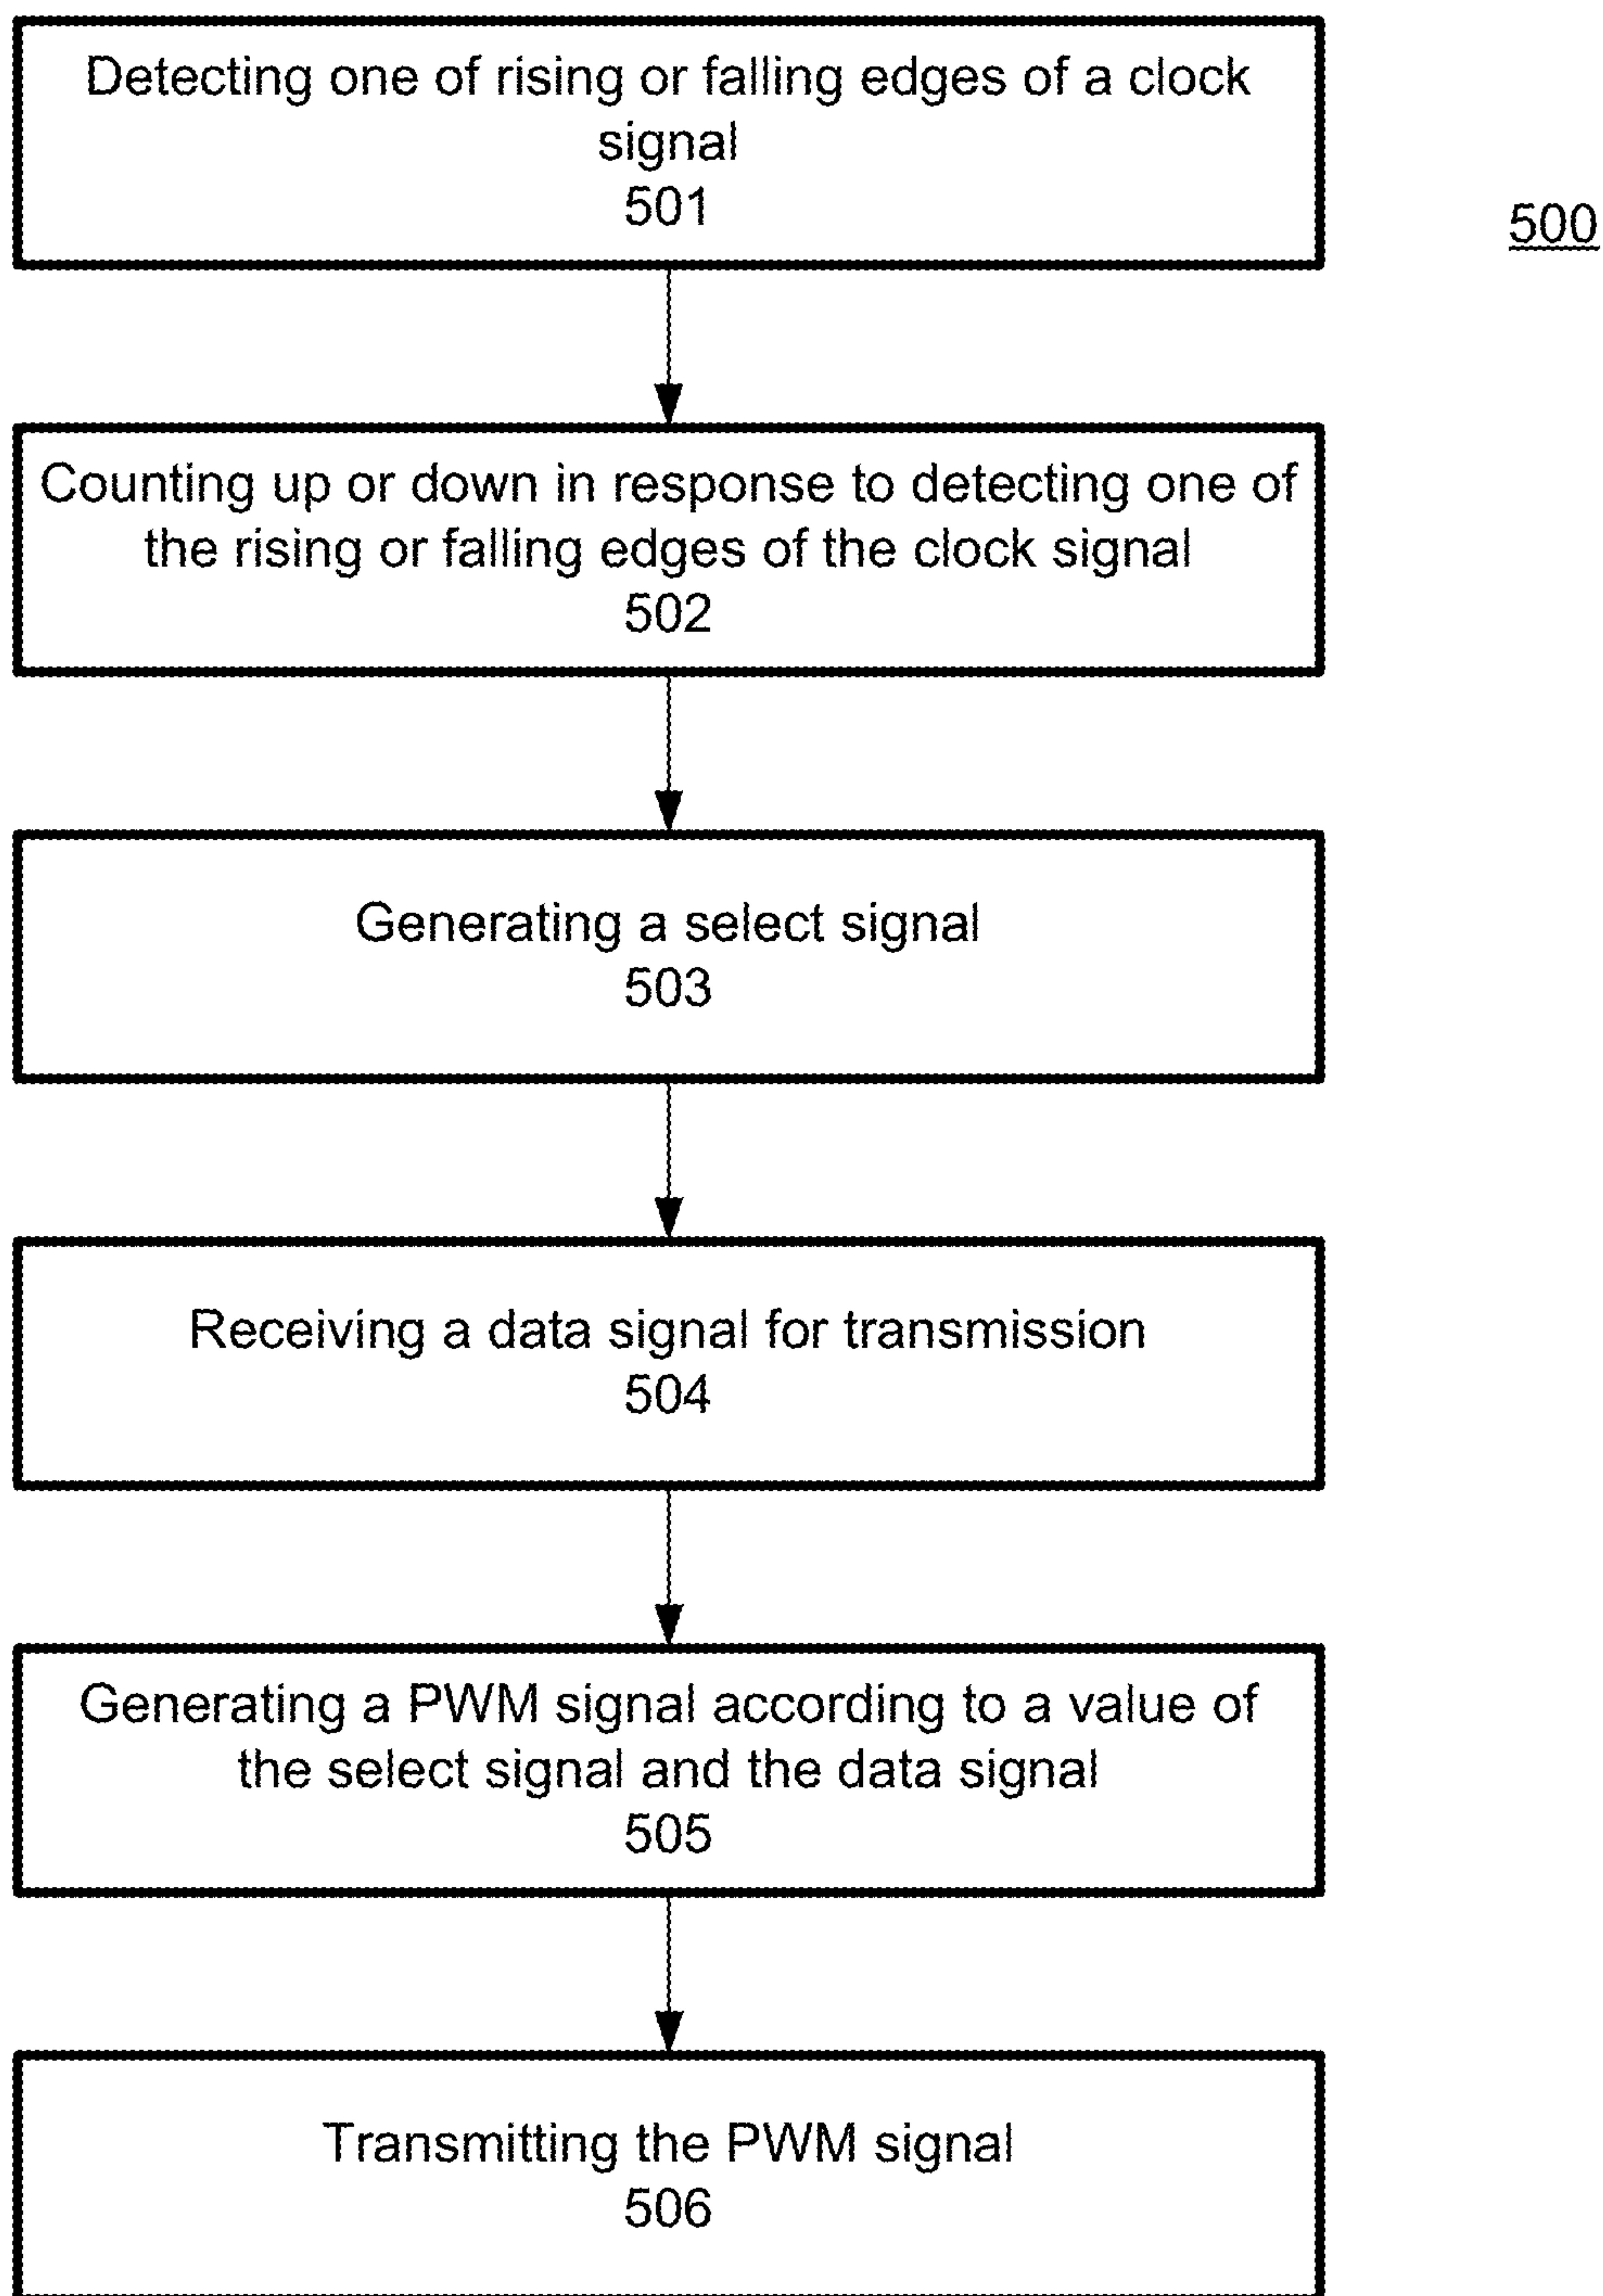 Detecting one of rising or falling edges of a clock
signal
501
500
Counting up or down in response to detecting one of
the rising or falling edges of the clock signal
502
Generating a select signal
503
Receiving a data signal for transmission
504
Generating a PWM signal according to a value of
the select signal and the data signal
505
Transmitting the PWM signal
506